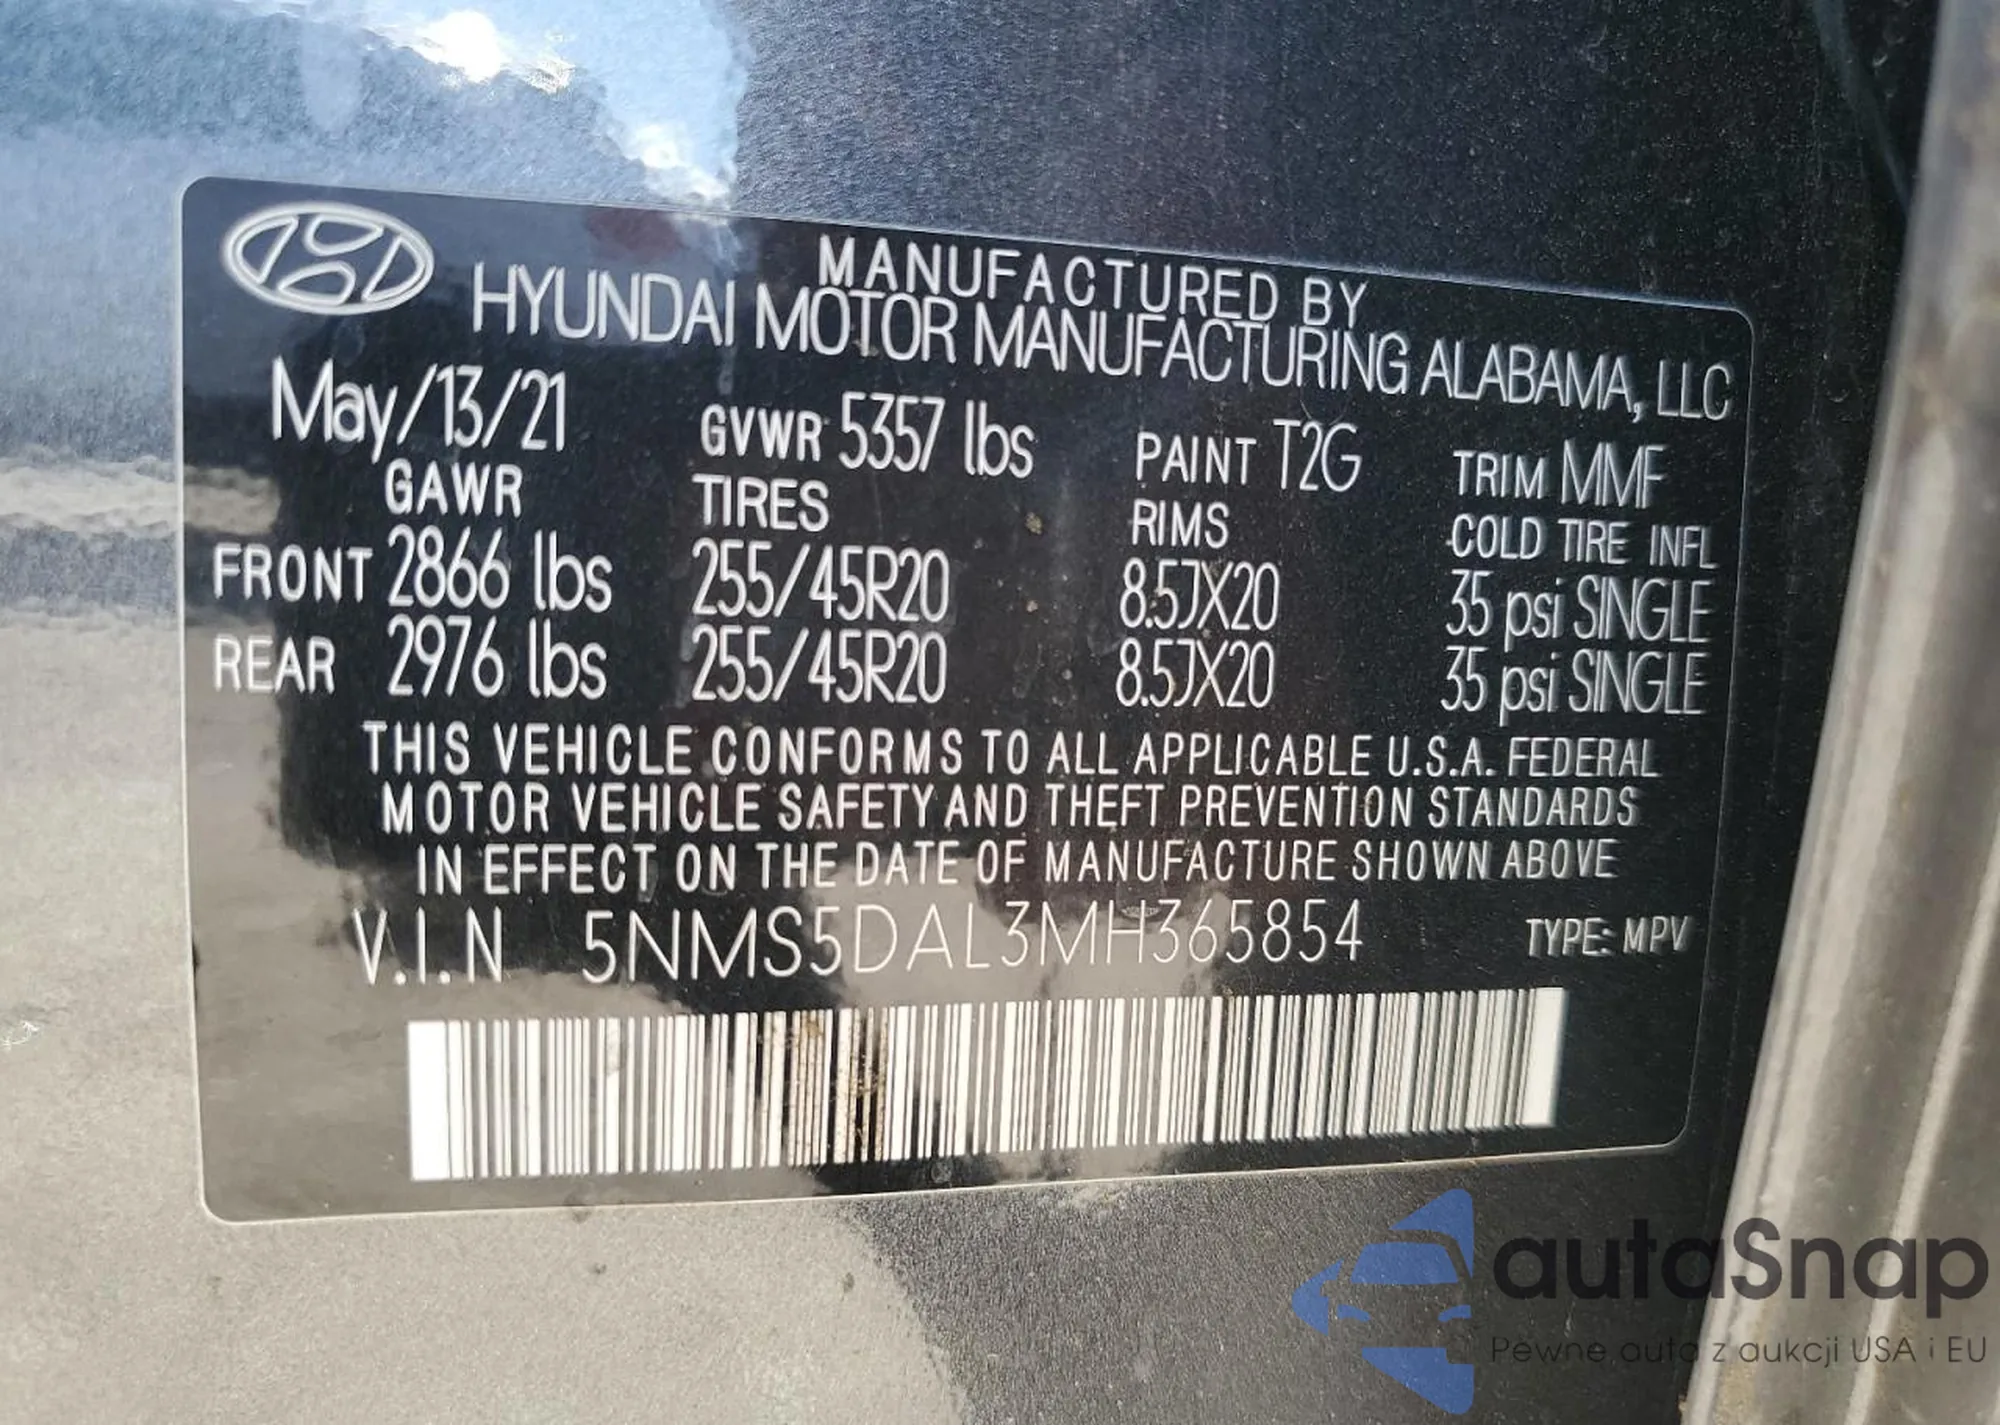 MANUFACTURED BY
HYUNDAI MOTOR MANUFACTURING ALABAMA, LLC
May/13/21 GVWR 5357 lbs PAINT T2G TRIM MMF
GAWR TIRES RIMS COLD TIRE INFL
FRONT 2866 lbs 255/45R20 8.5JX20 35 psi SINGLE
REAR 2976 lbs 255/45R20 8.5JX20 35 psi SINGLE
THIS VEHICLE CONFORMS TO ALL APPLICABLE U.S.A. FEDERAL
MOTOR VEHICLE SAFETY AND THEFT PREVENTION STANDARDS
IN EFFECT ON THE DATE OF MANUFACTURE SHOWN ABOVE
V.I.N 5NMS5DAL3MH365854 TYPE: MPV
autaSnap
Pewne auta z aukcji USA i EU